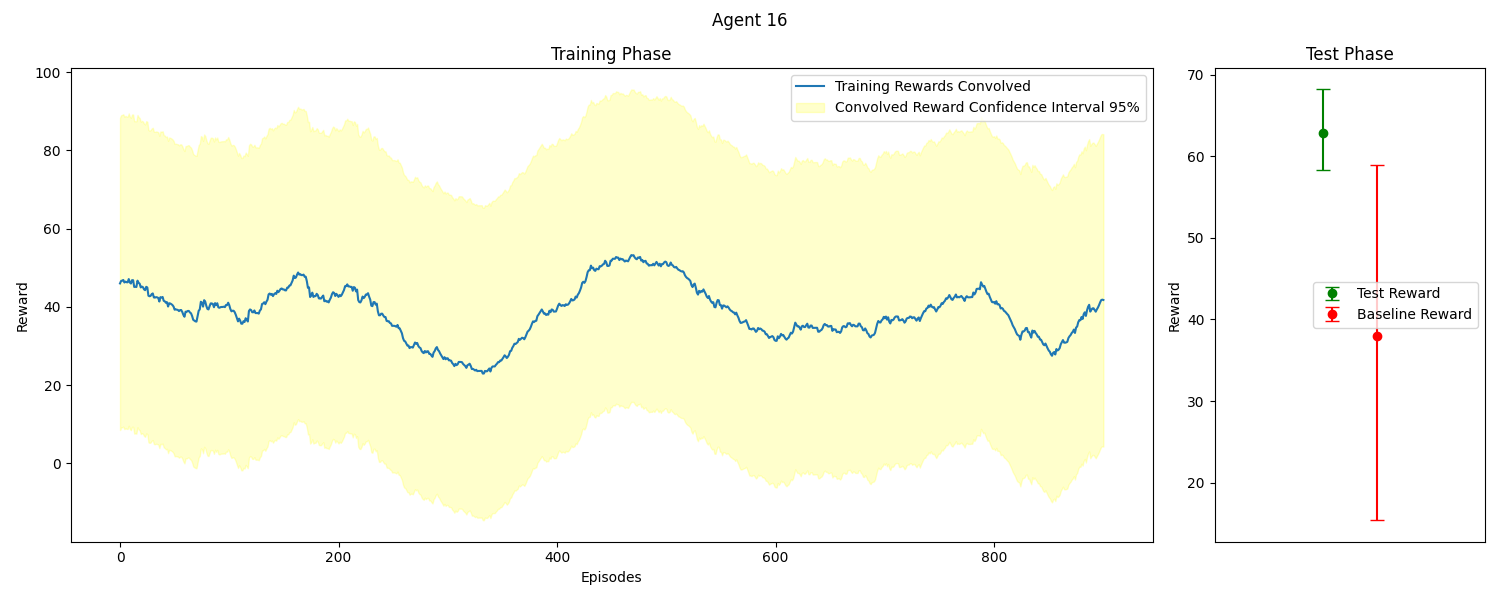 Agent 16
Training Phase
Training Rewards Convolved
Convolved Reward Confidence Interval 95%
100
80
60
40
20
0
Reward
0
200
400
600
800
Episodes
Test Phase
70
60
50
40
30
20
Reward
Test Reward
Baseline Reward